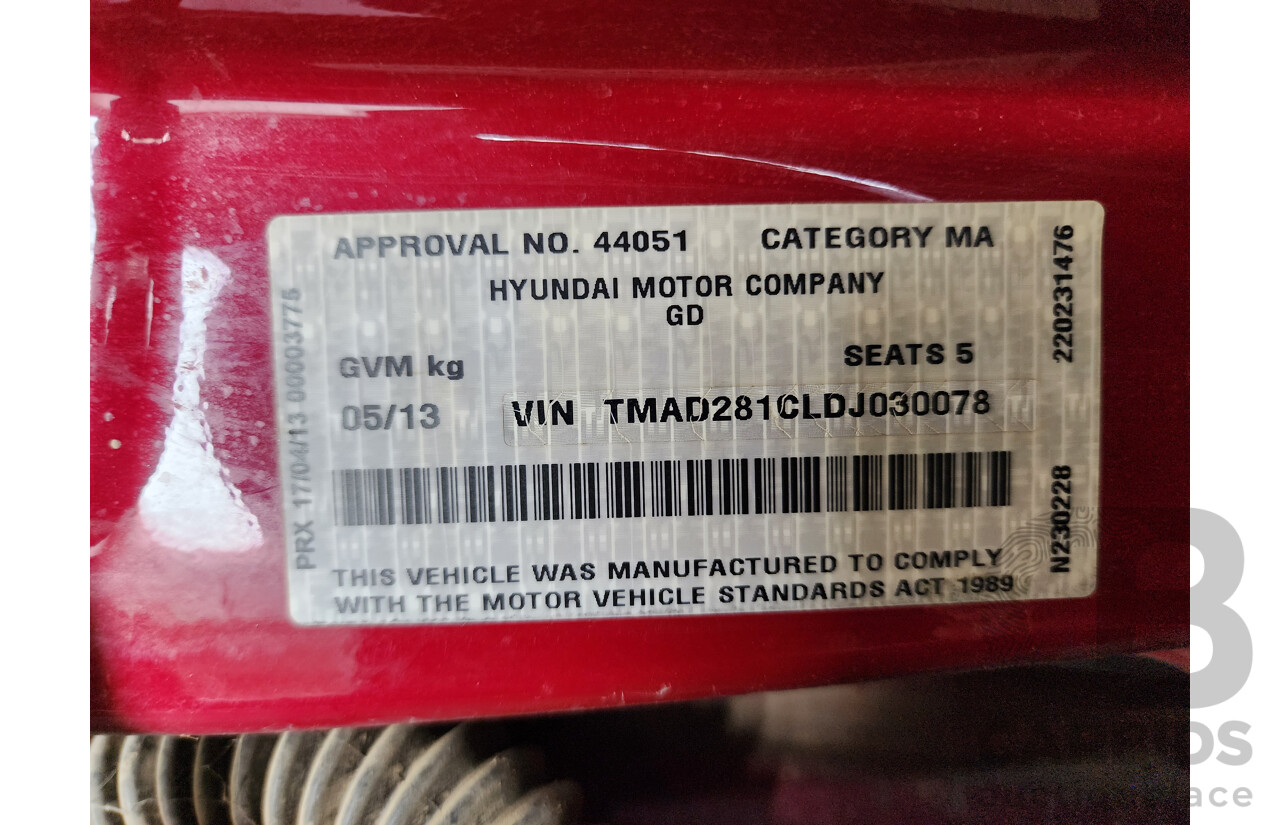 APPROVAL NO. 44051 CATEGORY MA
HYUNDAI MOTOR COMPANY
GD
GVM kg SEATS 5
05/13 VIN TMAD281CLDJ030078
THIS VEHICLE WAS MANUFACTURED TO COMPLY
WITH THE MOTOR VEHICLE STANDARDS ACT 1989
PRX 17/04/13 00003775
220231476
N230228